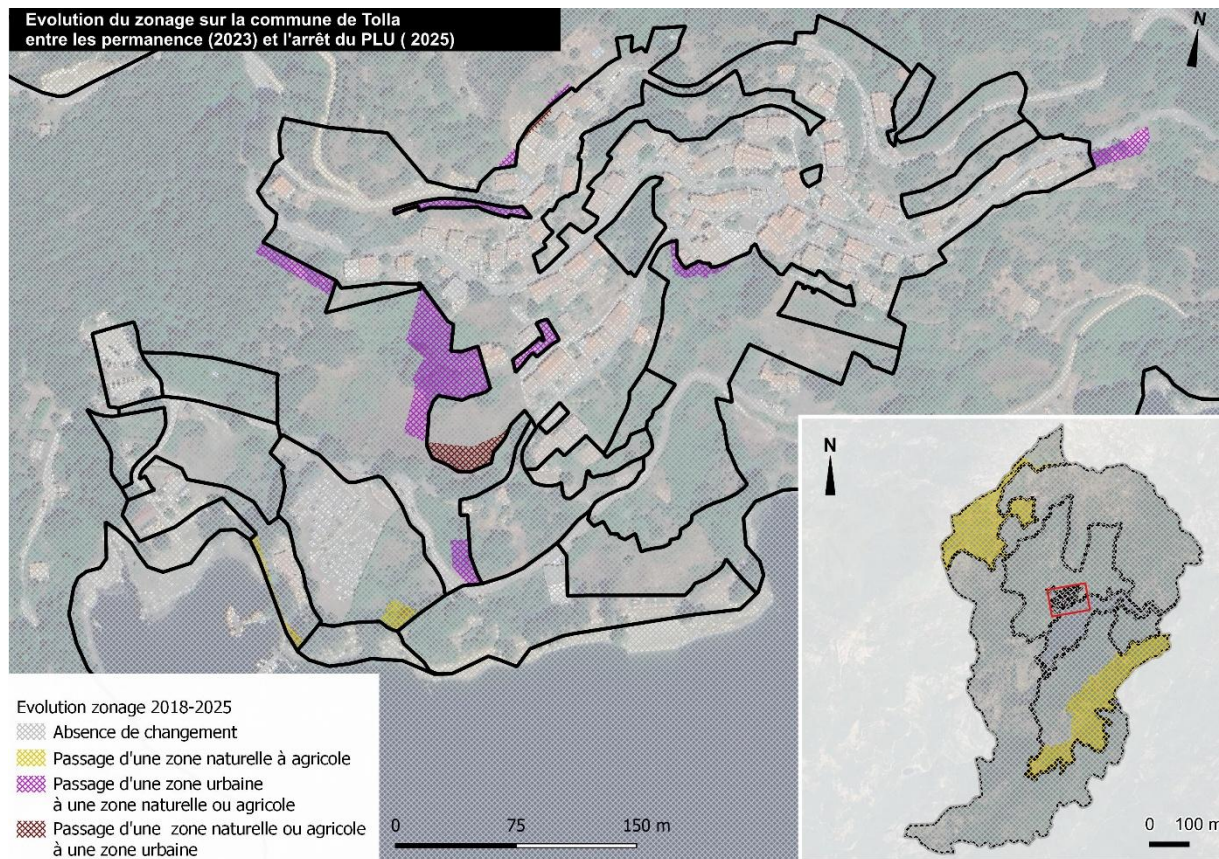 Evolution du zonage sur la commune de Tolla
entre les permanence (2023) et l'arrêt du PLU ( 2025)
N
N
Evolution zonage 2018-2025
Absence de changement
Passage d'une zone naturelle à agricole
Passage d'une zone urbaine
à une zone naturelle ou agricole
Passage d'une zone naturelle ou agricole
à une zone urbaine
0 75 150 m
0 100 m